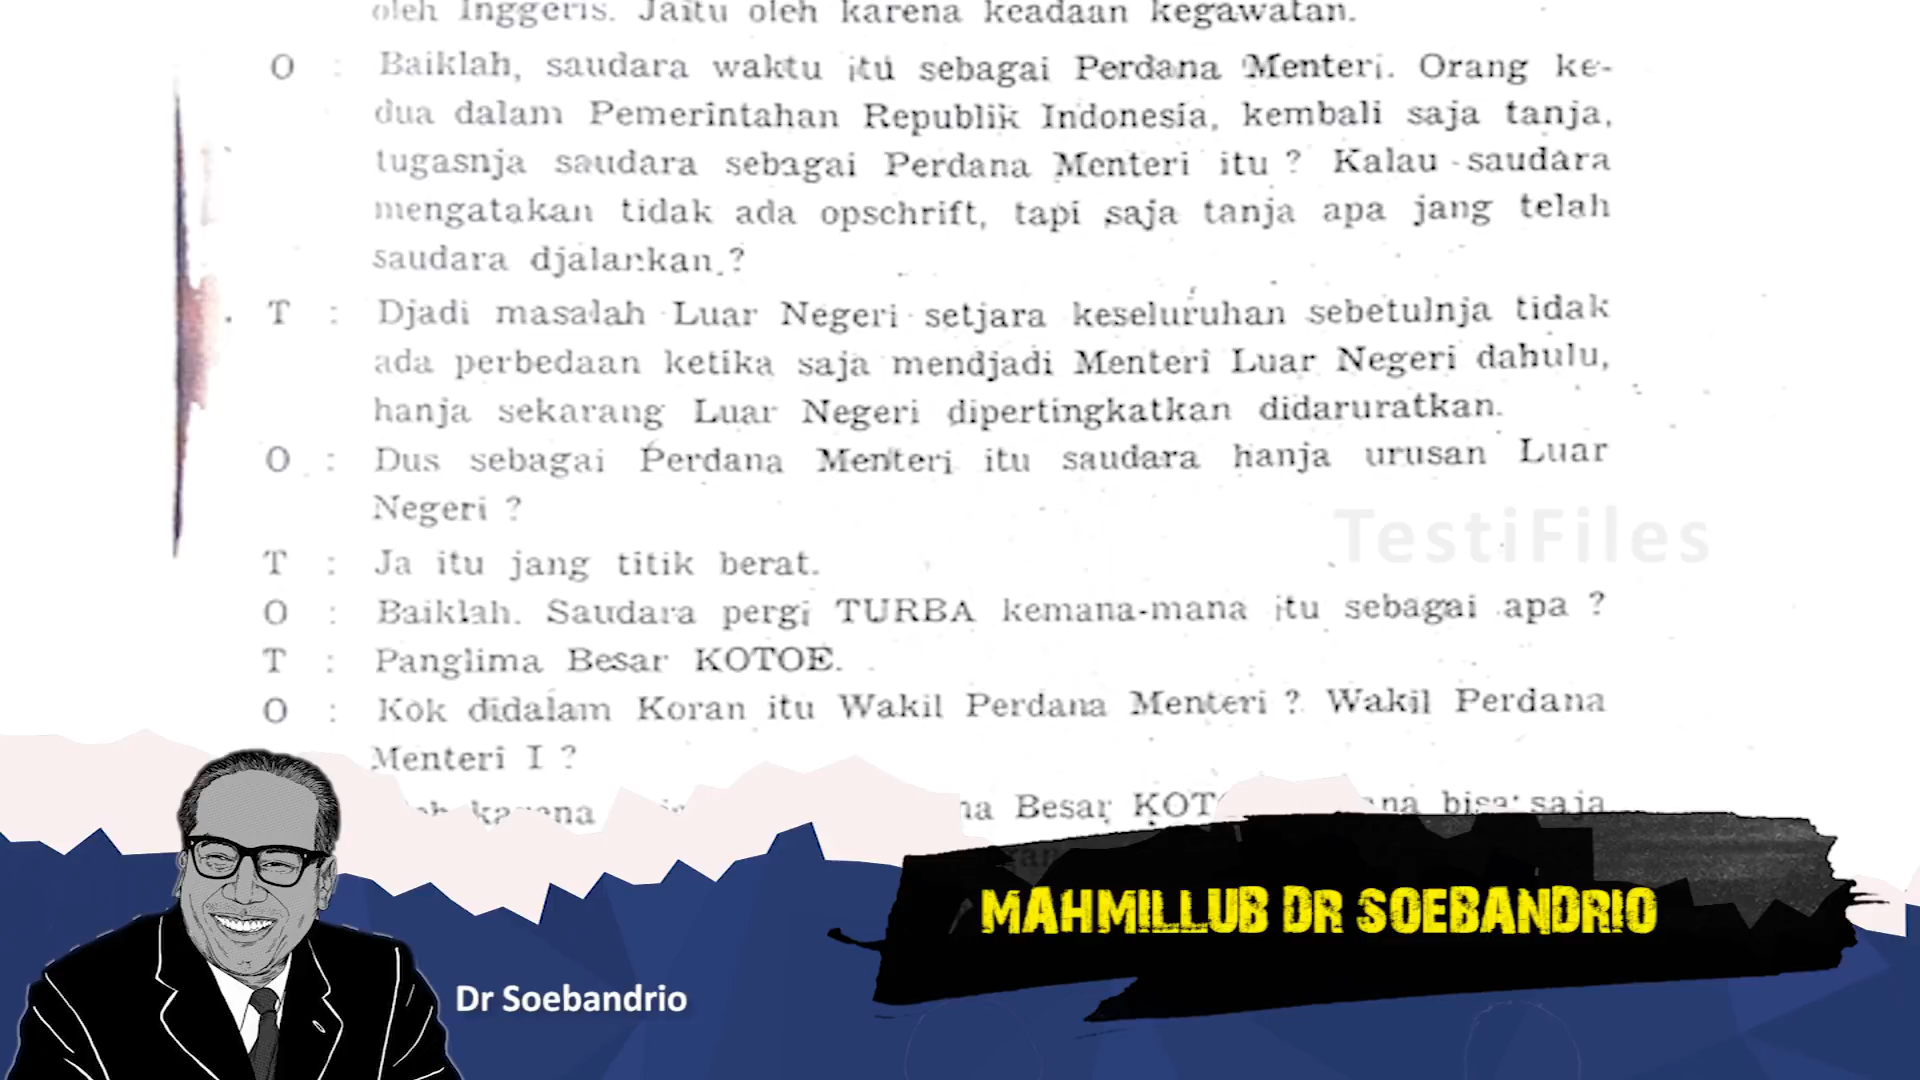 oleh Inggeris. Jaitu oleh karena keadaan kegawatan.
O : Baiklah, saudara waktu itu sebagai Perdana Menteri. Orang ke-
dua dalam Pemerintahan Republik Indonesia, kembali saja tanja,
tugasnja saudara sebagai Perdana Menteri itu ? Kalau saudara
mengatakan tidak ada opschrift, tapi saja tanja apa jang telah
saudara djalankan.?
T : Djadi masalah Luar Negeri setjara keseluruhan sebetulnja tidak
ada perbedaan ketika saja mendjadi Menteri Luar Negeri dahulu,
hanja sekarang Luar Negeri dipertingkatkan didaruratkan.
O : Dus sebagai Perdana Menteri itu saudara hanja urusan Luar
Negeri ?
TestiFiles
T : Ja itu jang titik berat.
O : Baiklah. Saudara pergi TURBA kemana-mana itu sebagai apa ?
T : Panglima Besar KOTOE.
O : Kok didalam Koran itu Wakil Perdana Menteri ? Wakil Perdana
Menteri I ?
Besar bisa saja
MAHMILLUB DR SOEBANDRIO
Dr Soebandrio